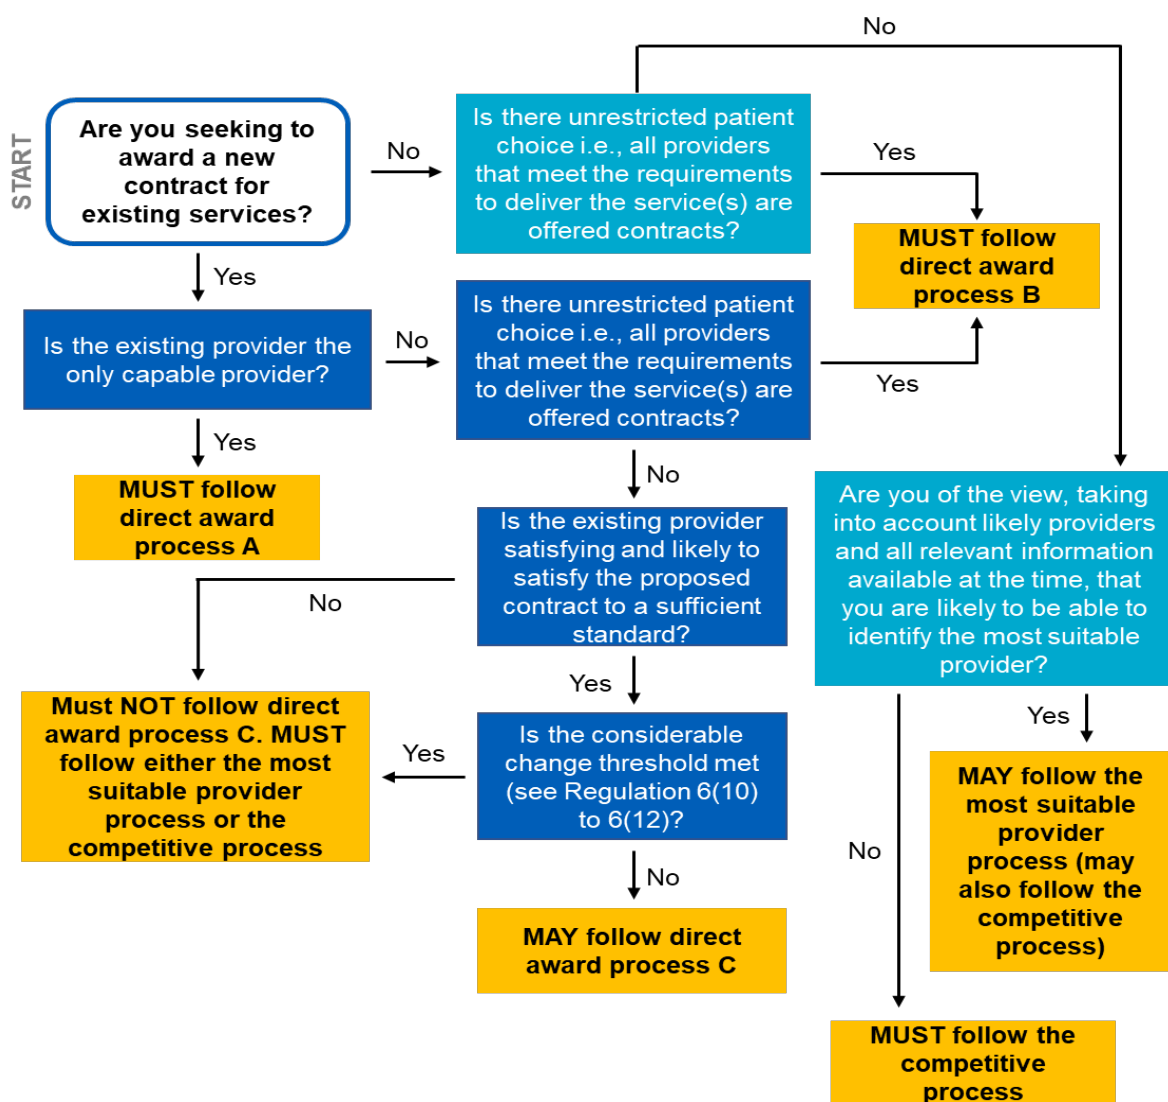 No
START
Are you seeking to
award a new
contract for
existing services?
No
Is there unrestricted patient
choice i.e., all providers
that meet the requirements
to deliver the service(s) are
offered contracts?
Yes
MUST follow
direct award
process B
Yes
Is the existing provider the
only capable provider?
No
Is there unrestricted patient
choice i.e., all providers
that meet the requirements
to deliver the service(s) are
offered contracts?
Yes
Yes
MUST follow
direct award
process A
No
Is the existing provider
satisfying and likely to
satisfy the proposed
contract to a sufficient
standard?
No
Are you of the view, taking
into account likely providers
and all relevant information
available at the time, that
you are likely to be able to
identify the most suitable
provider?
Yes
Must NOT follow direct
award process C. MUST
follow either the most
suitable provider
process or the
competitive process
Yes
Is the considerable
change threshold met
(see Regulation 6(10)
to 6(12)?
No
MAY follow direct
award process C
Yes
MAY follow the
most suitable
provider
process (may
also follow the
competitive
process)
No
MUST follow the
competitive
process